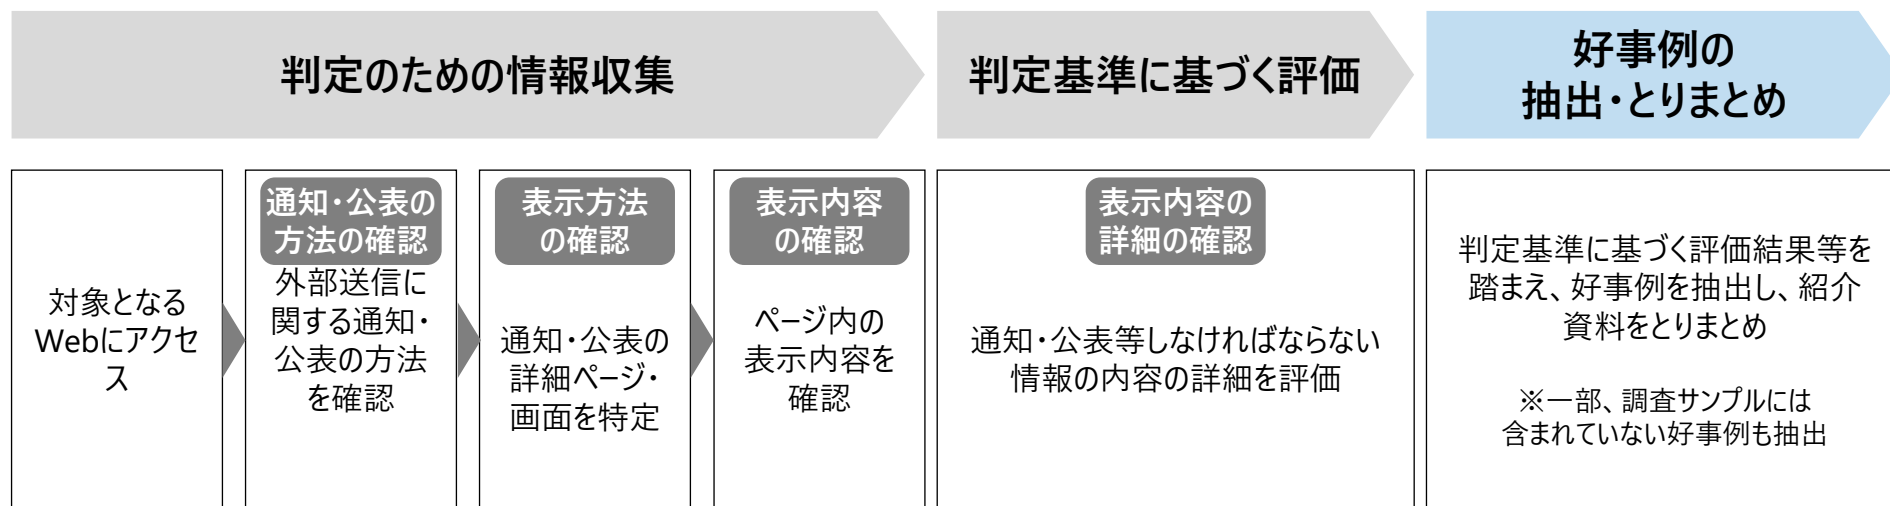 判定のための情報収集
判定基準に基づく評価
好事例の
抽出・とりまとめ
対象となる
Webにアクセ
ス
通知・公表の
方法の確認
外部送信に
関する通知・
公表の方法
を確認
表示方法
の確認
通知・公表の
詳細ページ・
画面を特定
表示内容
の確認
ページ内の
表示内容を
確認
表示内容の
詳細の確認
通知・公表等しなければならない
情報の内容の詳細を評価
判定基準に基づく評価結果等を
踏まえ、好事例を抽出し、紹介
資料をとりまとめ
※一部、調査サンプルには
含まれていない好事例も抽出